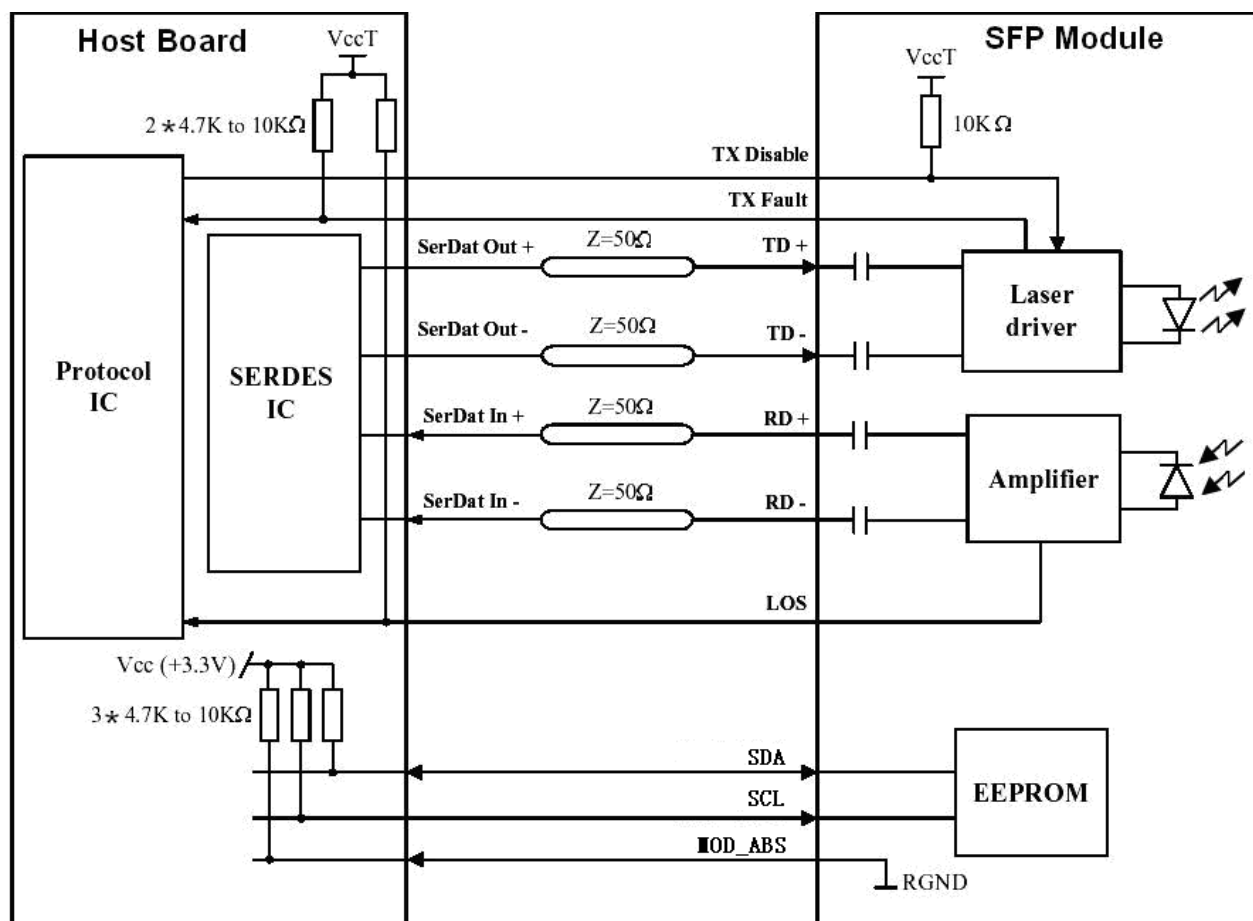 Host Board
SFP Module
VccT
VccT
2*4.7K to 10KΩ
10KΩ
TX Disable
TX Fault
SerDat Out +
Z=50Ω
TD +
SerDat Out -
Z=50Ω
TD -
Laser
driver
Protocol
IC
SERDES
IC
SerDat In +
Z=50Ω
RD +
SerDat In -
Z=50Ω
RD -
Amplifier
LOS
Vcc (+3.3V)
3*4.7K to 10KΩ
SDA
SCL
MOD_ABS
EEPROM
RGND